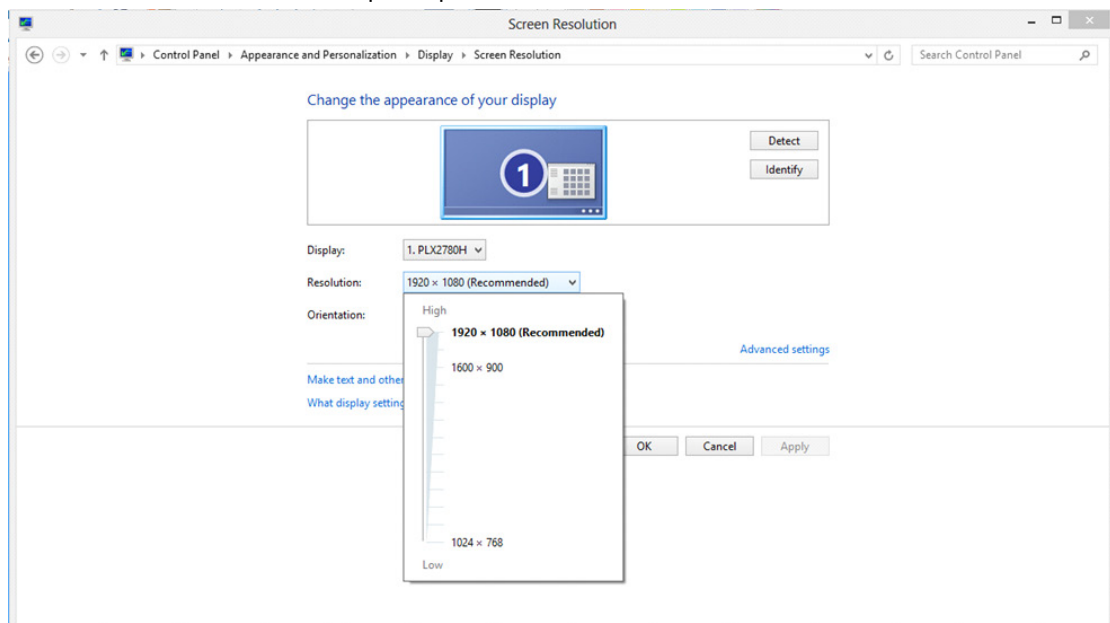 Screen Resolution
Control Panel Appearance and Personalization Display Screen Resolution
Search Control Panel
Change the appearance of your display
1
Detect
Identify
Display: 1. PLX2780H
Resolution: 1920 × 1080 (Recommended)
Orientation:
High
1920 × 1080 (Recommended)
1600 × 900
Advanced settings
Make text and other
What display setting
OK Cancel Apply
1024 × 768
Low